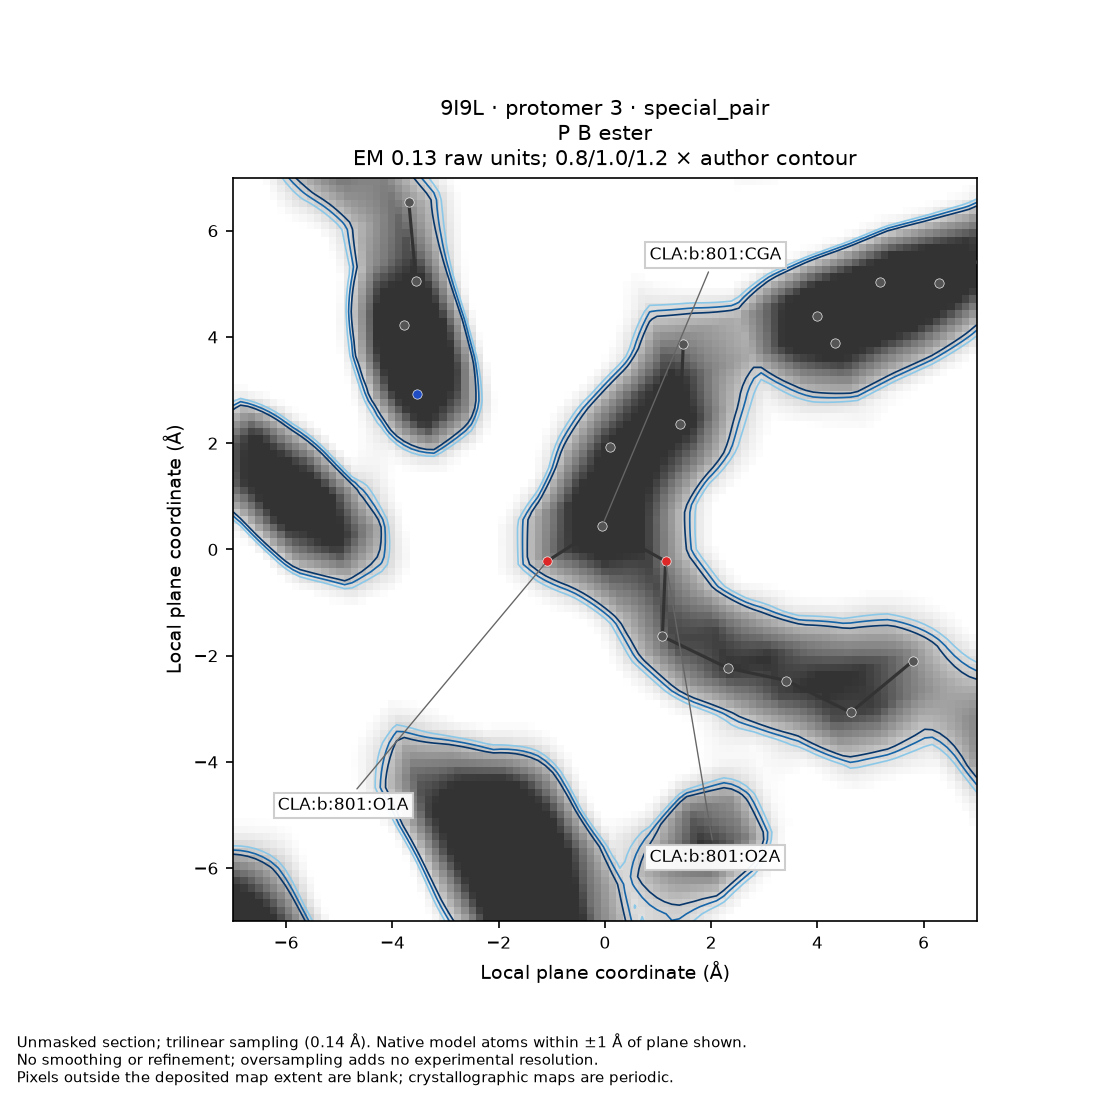 9I9L · protomer 3 · special_pair
P B ester
EM 0.13 raw units; 0.8/1.0/1.2 × author contour
CLA:b:801:CGA
CLA:b:801:O1A
CLA:b:801:O2A
6
4
2
0
−2
−4
−6
Local plane coordinate (Å)
−6 −4 −2 0 2 4 6
Local plane coordinate (Å)
Unmasked section; trilinear sampling (0.14 Å). Native model atoms within ±1 Å of plane shown.
No smoothing or refinement; oversampling adds no experimental resolution.
Pixels outside the deposited map extent are blank; crystallographic maps are periodic.